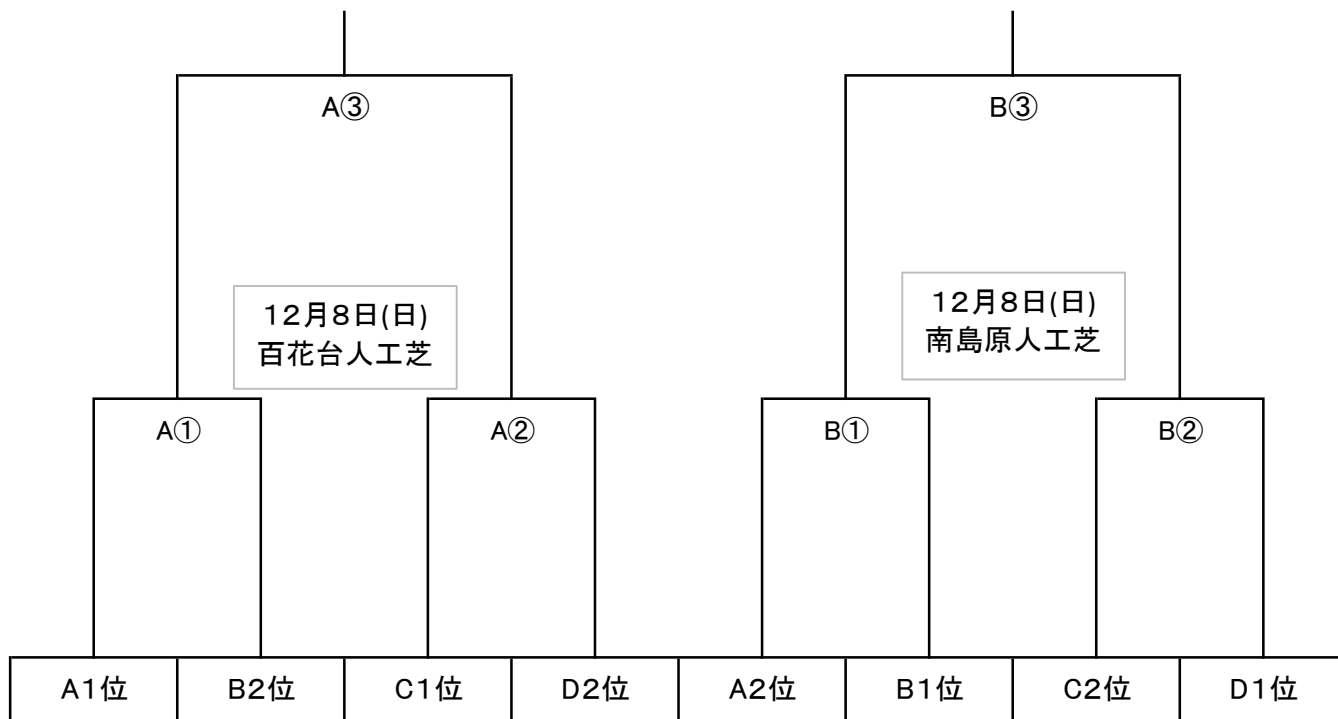 A③
B③
１２月８日(日)
百花台人工芝
１２月８日(日)
南島原人工芝
A①
A②
B①
B②
A１位
B２位
C１位
D２位
A２位
B１位
C２位
D１位